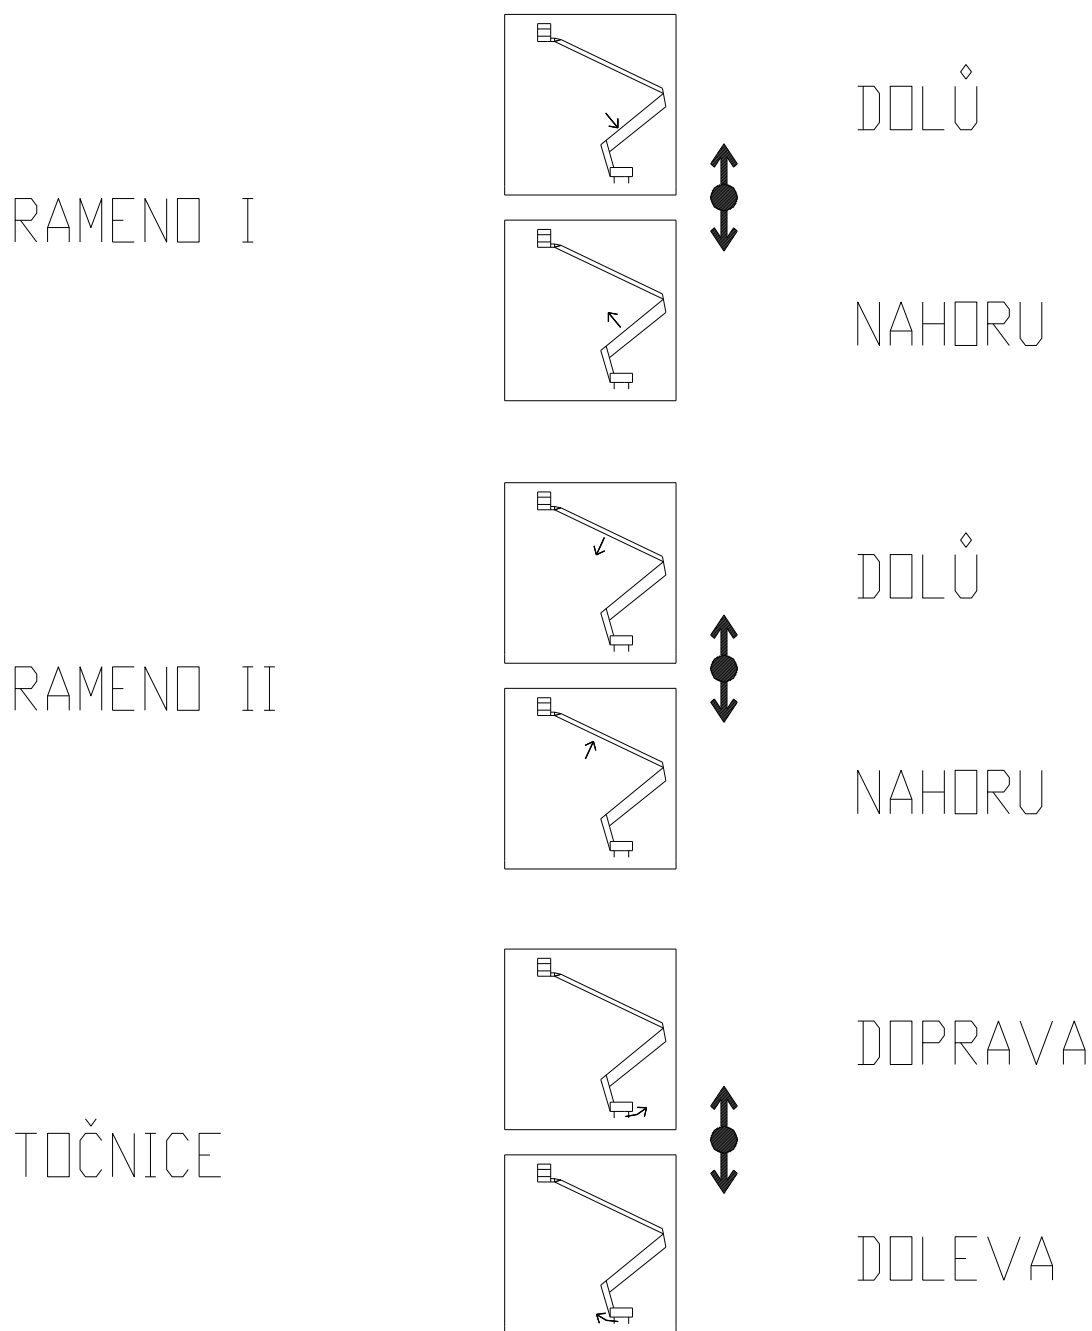 DOLŮ
RAMENO I
NAHORU
DOLŮ
RAMENO II
NAHORU
DOPRAVA
TOČNICE
DOLEVA